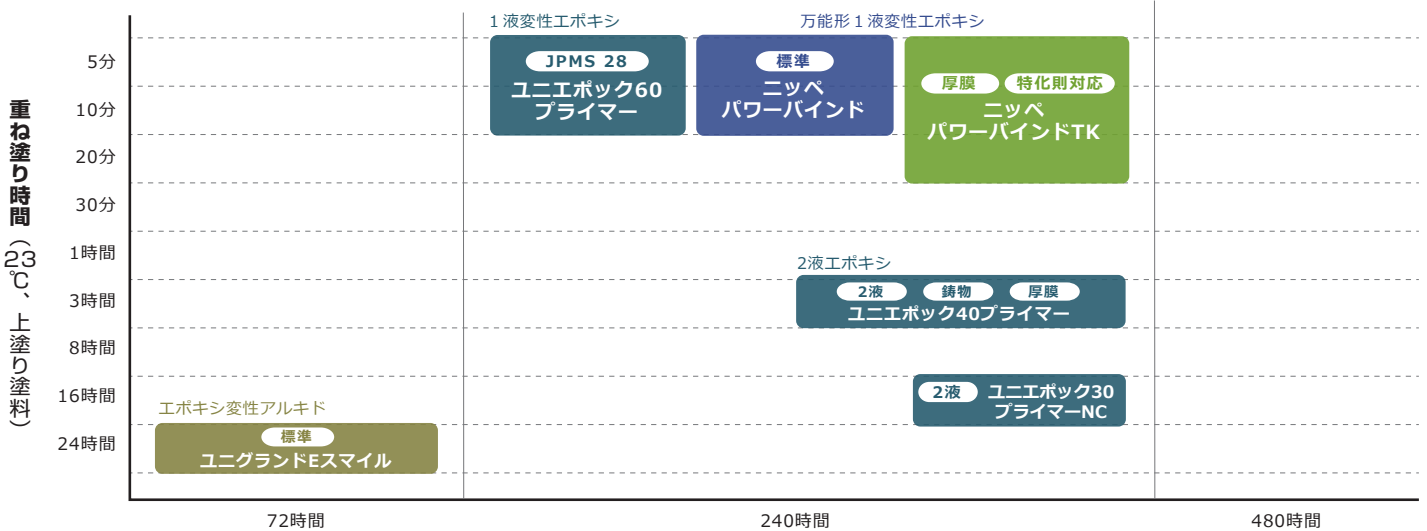 重ね塗り時間(23℃、上塗り塗料)
5分
10分
20分
30分
1時間
3時間
8時間
16時間
24時間
1液変性エポキシ
JPMS 28
ユニエポック60
プライマー
万能形1液変性エポキシ
標準
ニッペ
パワーバインド
厚膜 特化則対応
ニッペ
パワーバインドTK
2液エポキシ
2液 鋳物 厚膜
ユニエポック40プライマー
2液 ユニエポック30
プライマーNC
エポキシ変性アルキド
標準
ユニグランドEスマイル
72時間 240時間 480時間